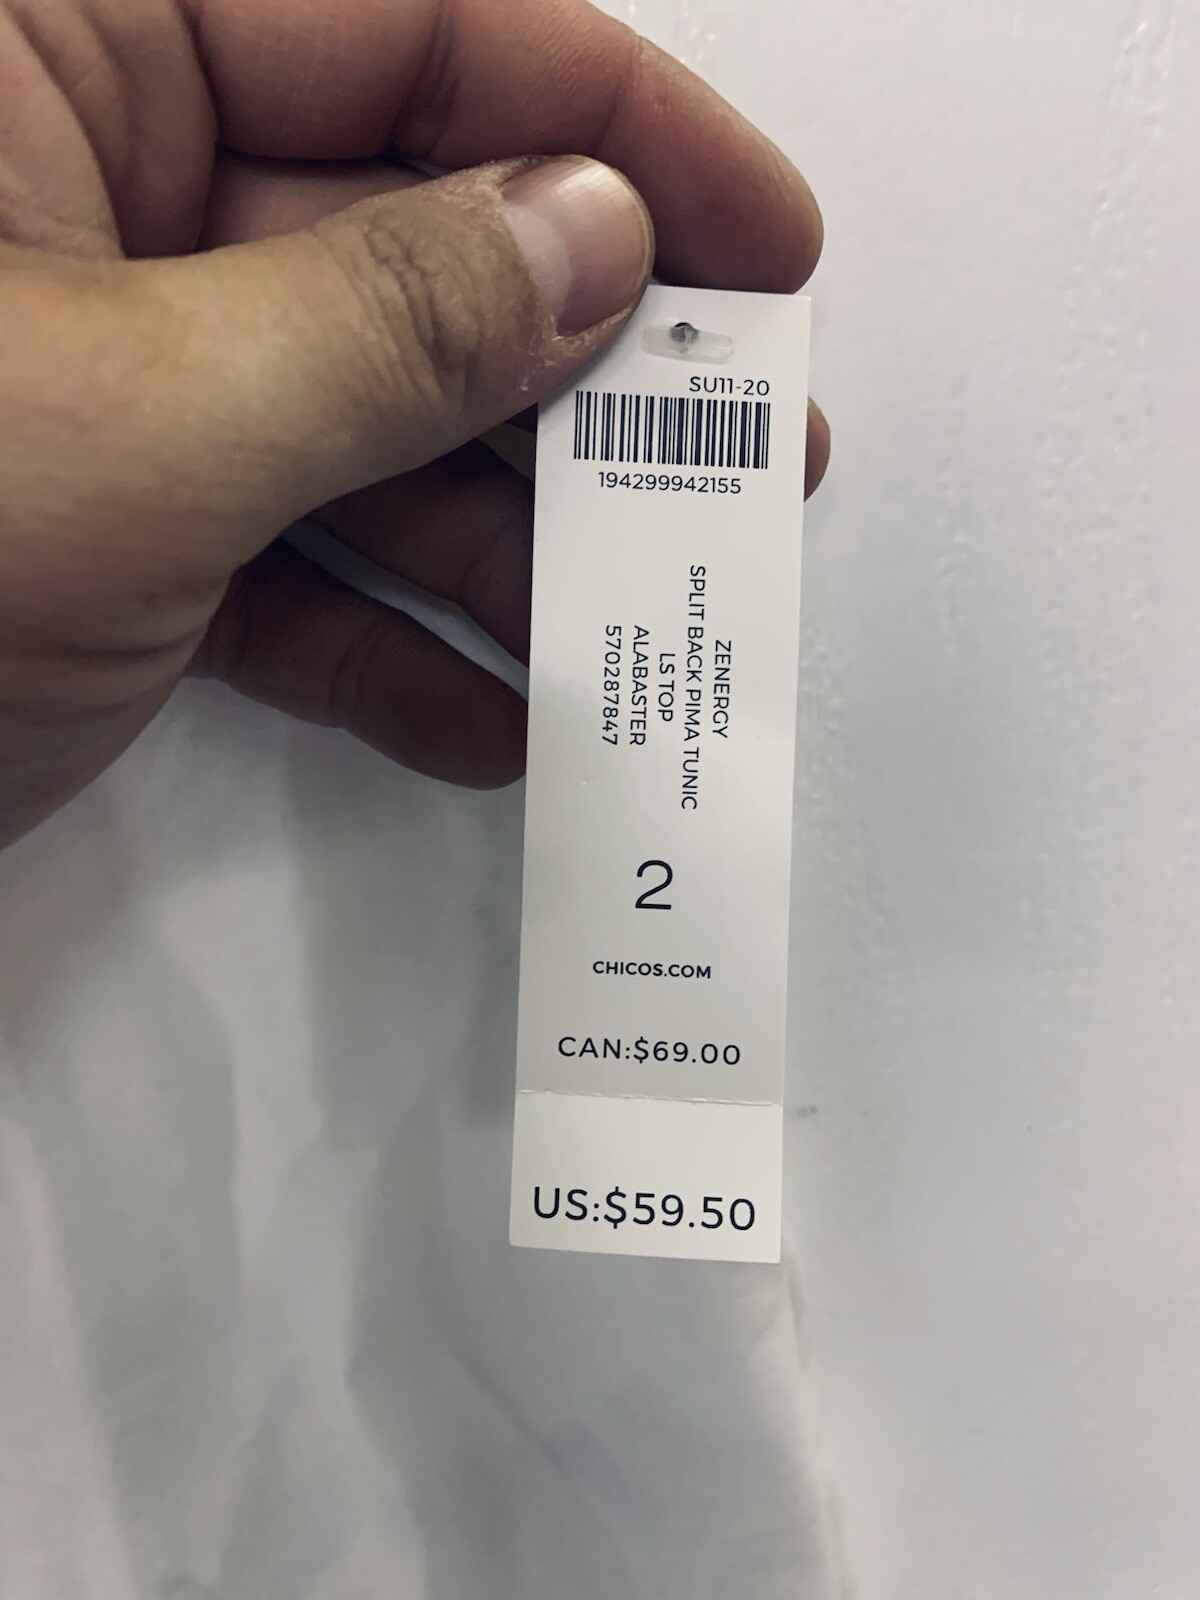 SU11-20
194299942155
ZENERGY
SPLIT BACK PIMA TUNIC
LS TOP
ALABASTER
570287847
2
CHICOS.COM
CAN:$69.00
US:$59.50